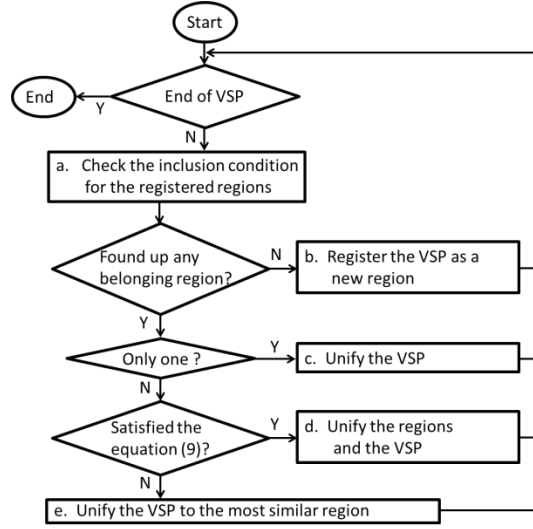 Start
End of VSP
End
Y
N
a. Check the inclusion condition
for the registered regions
Found up any
belonging region?
N
b. Register the VSP as a
new region
Y
Only one ?
Y
c. Unify the VSP
N
Satisfied the
equation (9)?
Y
d. Unify the regions
and the VSP
N
e. Unify the VSP to the most similar region